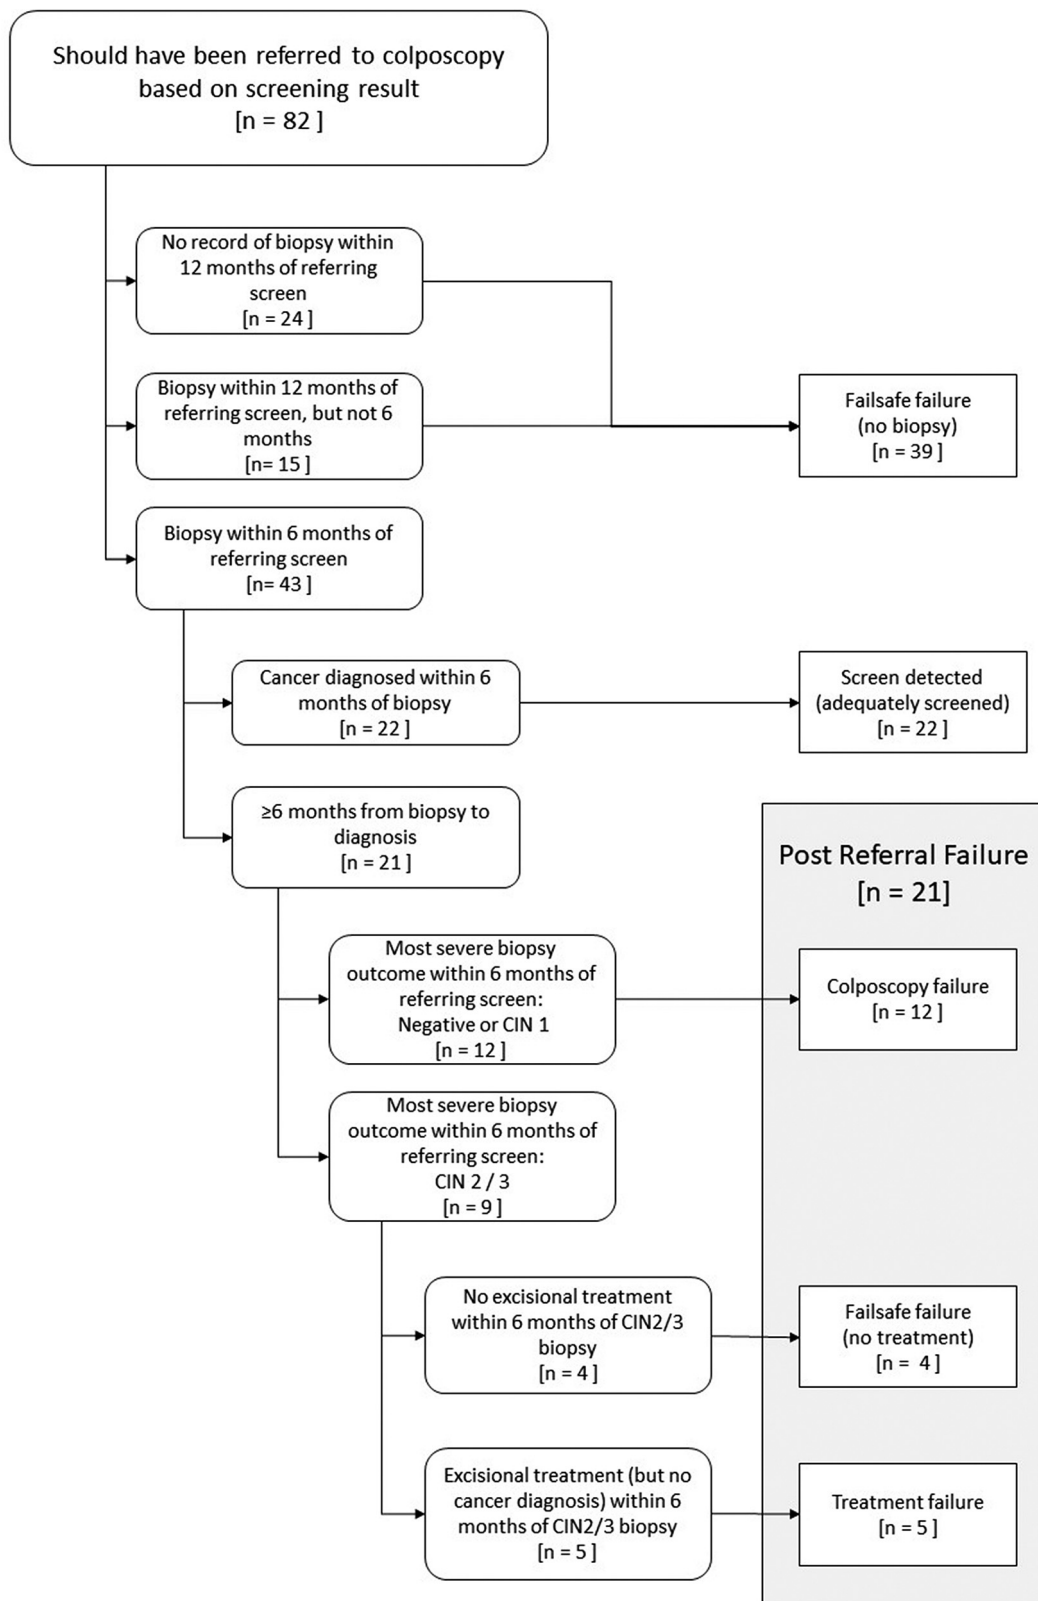 Should have been referred to colposcopy
based on screening result
[n = 82 ]
No record of biopsy within
12 months of referring
screen
[n = 24 ]
Biopsy within 12 months of
referring screen, but not 6
months
[n= 15 ]
Failsafe failure
(no biopsy)
[n = 39 ]
Biopsy within 6 months of
referring screen
[n= 43 ]
Cancer diagnosed within 6
months of biopsy
[n = 22 ]
Screen detected
(adequately screened)
[n = 22 ]
≥6 months from biopsy to
diagnosis
[n = 21 ]
Post Referral Failure
[n = 21]
Most severe biopsy
outcome within 6 months of
referring screen:
Negative or CIN 1
[n = 12 ]
Colposcopy failure
[n = 12 ]
Most severe biopsy
outcome within 6 months of
referring screen:
CIN 2 / 3
[n = 9 ]
No excisional treatment
within 6 months of CIN2/3
biopsy
[n = 4 ]
Failsafe failure
(no treatment)
[n =  4 ]
Excisional treatment (but no
cancer diagnosis) within 6
months of CIN2/3 biopsy
[n = 5 ]
Treatment failure
[n = 5 ]